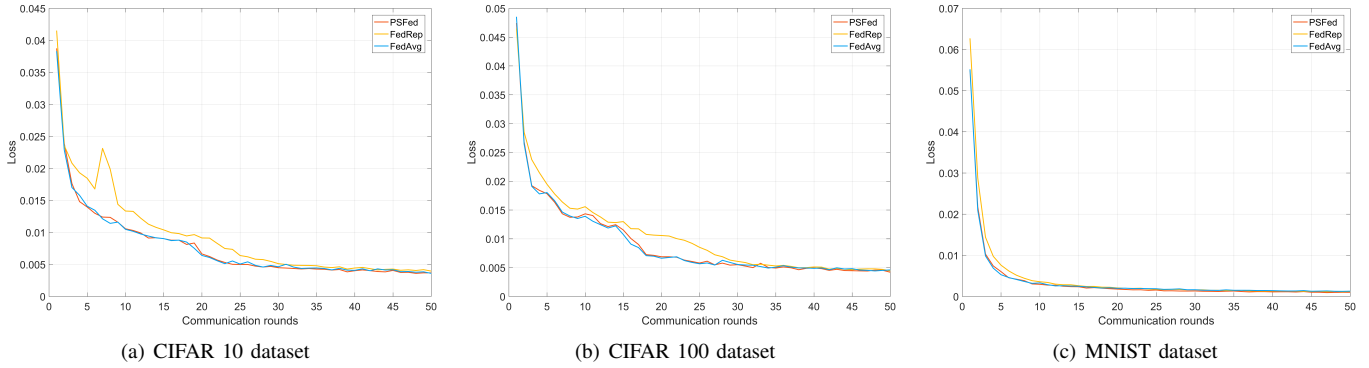 0.045
0.04
0.035
0.03
0.025
0.02
0.015
0.01
0.005
0
Loss
0 5 10 15 20 25 30 35 40 45 50
Communication rounds
PSFed
FedRep
FedAvg
(a) CIFAR 10 dataset
0.05
0.045
0.04
0.035
0.03
0.025
0.02
0.015
0.01
0.005
0
Loss
0 5 10 15 20 25 30 35 40 45 50
Communication rounds
PSFed
FedRep
FedAvg
(b) CIFAR 100 dataset
0.07
0.06
0.05
0.04
0.03
0.02
0.01
0
Loss
0 5 10 15 20 25 30 35 40 45 50
Communication rounds
PSFed
FedRep
FedAvg
(c) MNIST dataset